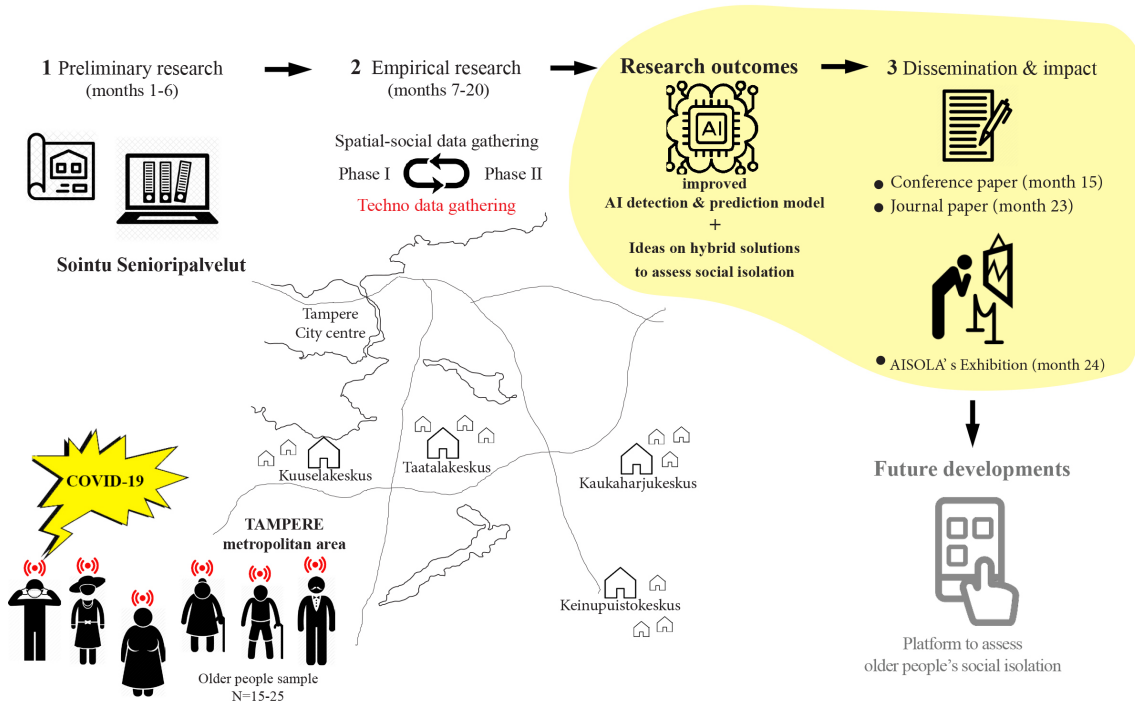 1 Preliminary research
(months 1-6)
Sointu Senioripalvelut
2 Empirical research
(months 7-20)
Spatial-social data gathering
Phase I
Phase II
Techno data gathering
Research outcomes
AI
improved
AI detection & prediction model
+
Ideas on hybrid solutions
to assess social isolation
3 Dissemination & impact
● Conference paper (month 15)
● Journal paper (month 23)
● AISOLA' s Exhibition (month 24)
Future developments
Platform to assess
older people's social isolation
Tampere
City centre
Kuuselakeskus
Taatalakeskus
Kaukaharjukeskus
Keinupuistokeskus
COVID-19
TAMPERE
metropolitan area
Older people sample
N=15-25